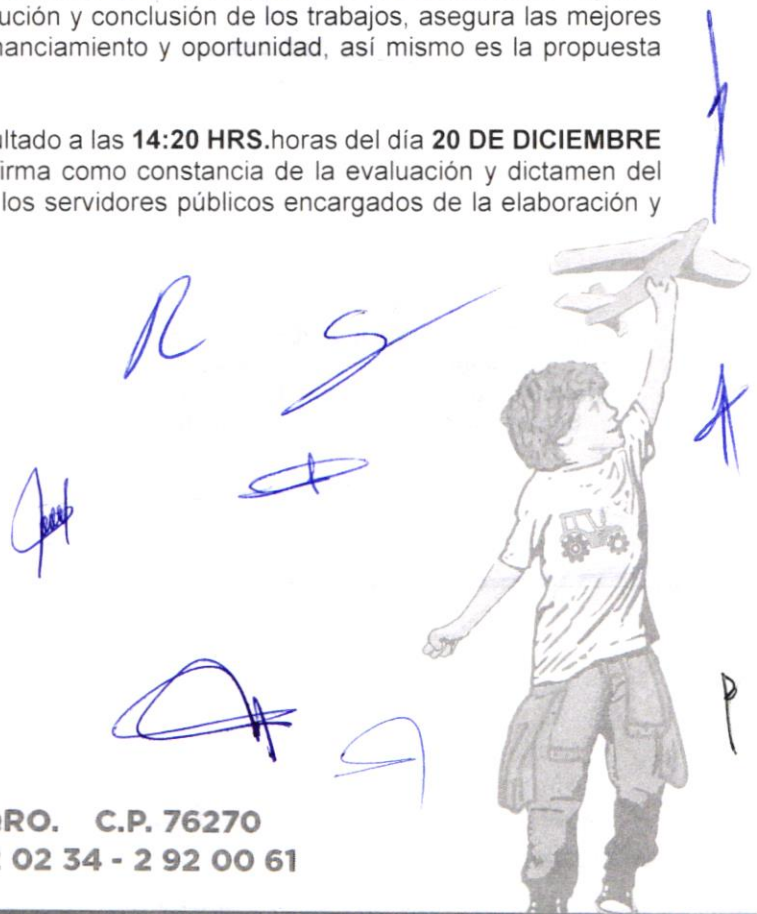 ución y conclusión de los trabajos, asegura las mejores
nanciamiento y oportunidad, así mismo es la propuesta
ultado a las 14:20 HRS.horas del día 20 DE DICIEMBRE
firma como constancia de la evaluación y dictamen del
los servidores públicos encargados de la elaboración y
RO. C.P. 76270
02 34 - 2 92 00 61